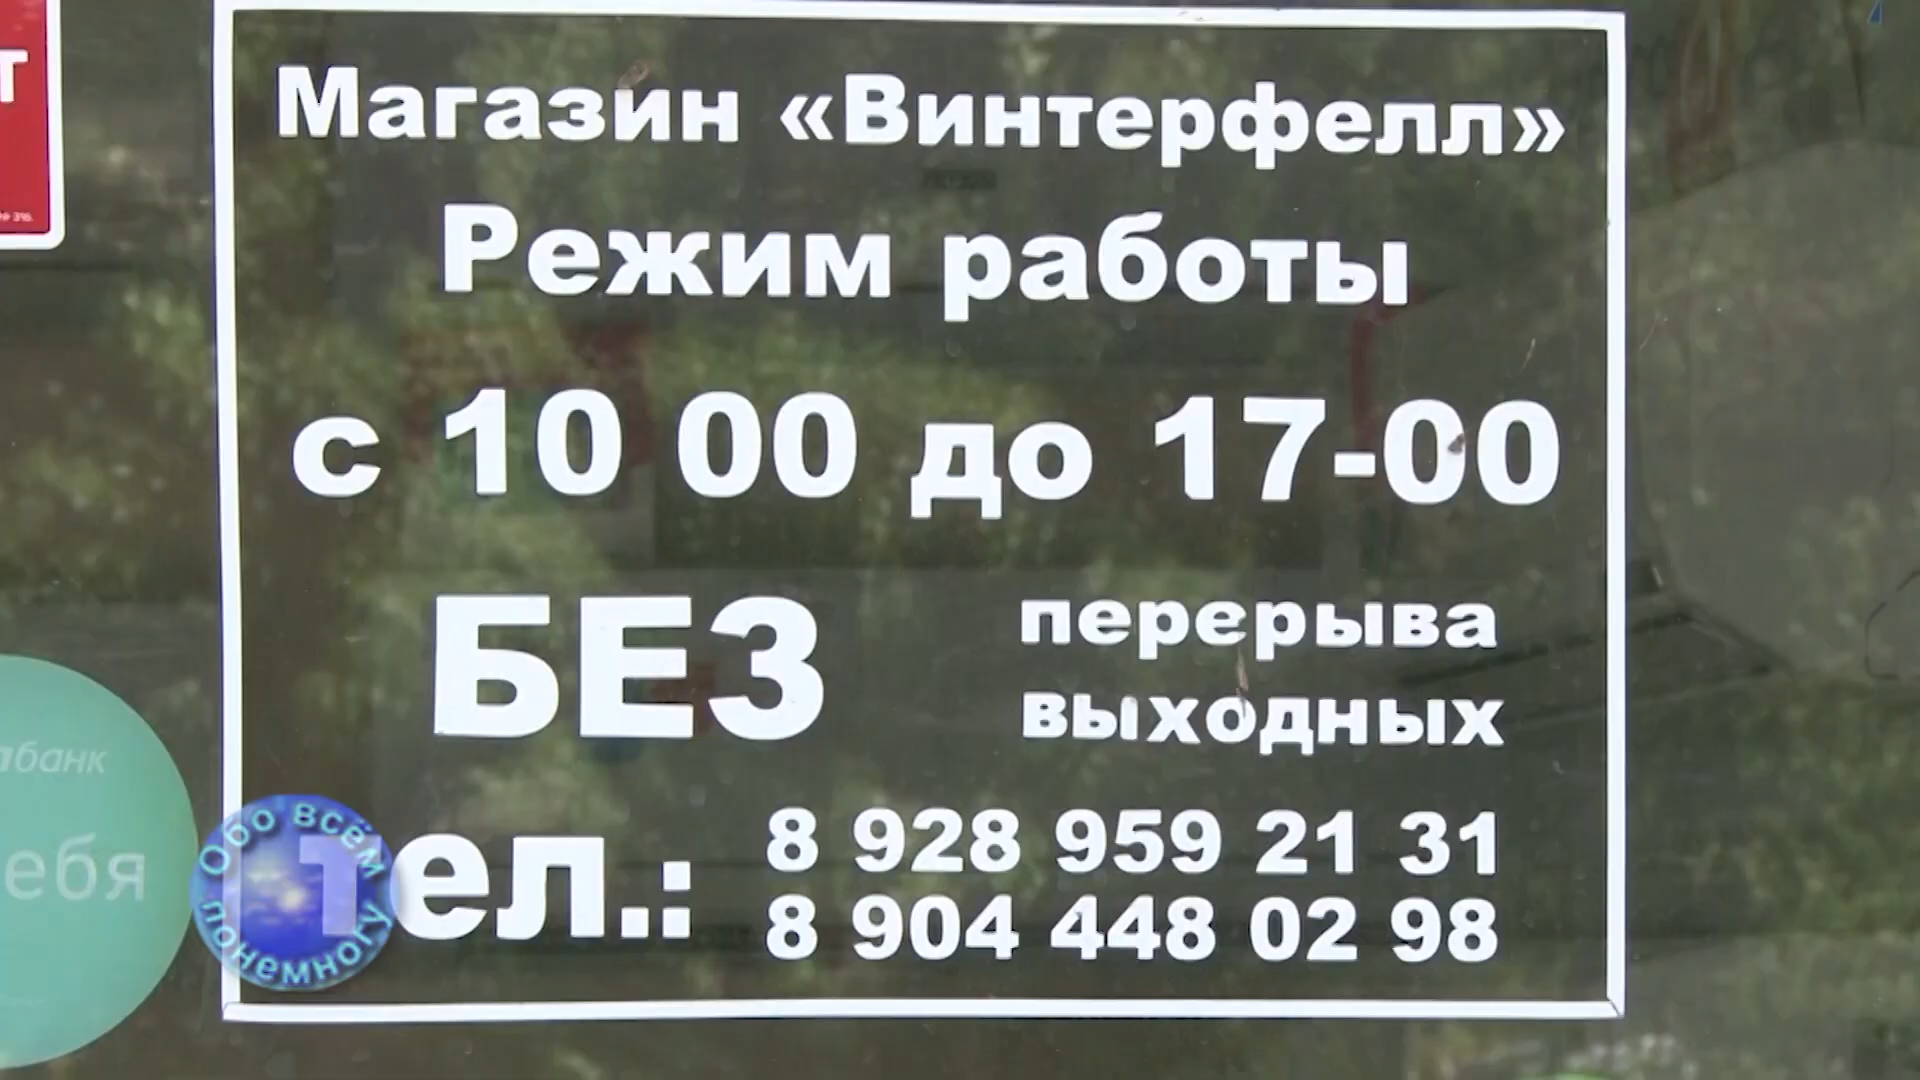 Т
Магазин «Винтерфелл»
Режим работы
с 10 00 до 17-00
БЕЗ перерыва
выходных
абанк
ебя
тел.: 8 928 959 21 31
8 904 448 02 98
Обо всём
понемногу